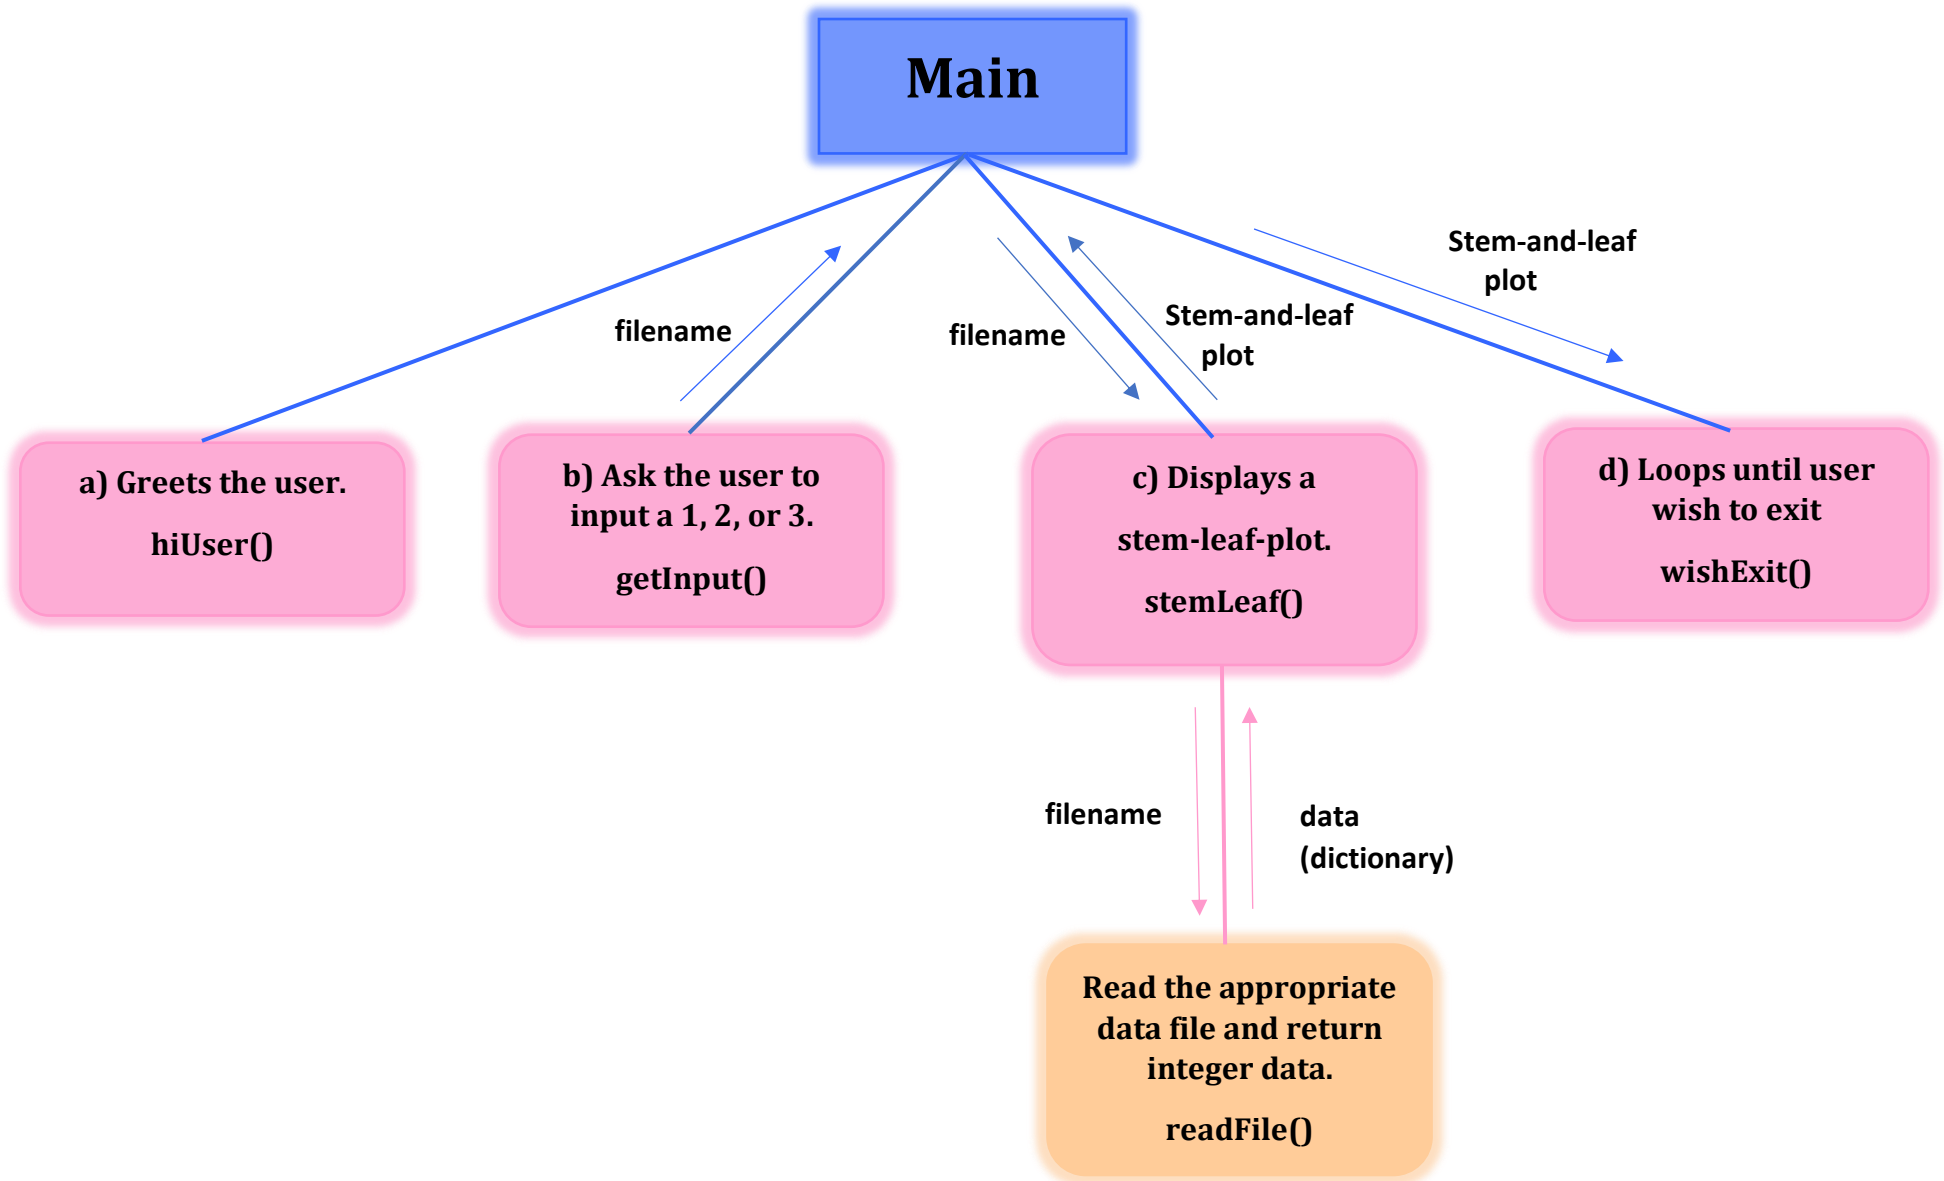 Main
filename
filename
Stem-and-leaf
plot
Stem-and-leaf
plot
a) Greets the user.
hiUser()
b) Ask the user to
input a 1, 2, or 3.
getInput()
c) Displays a
stem-leaf-plot.
stemLeaf()
d) Loops until user
wish to exit
wishExit()
filename
data
(dictionary)
Read the appropriate
data file and return
integer data.
readFile()